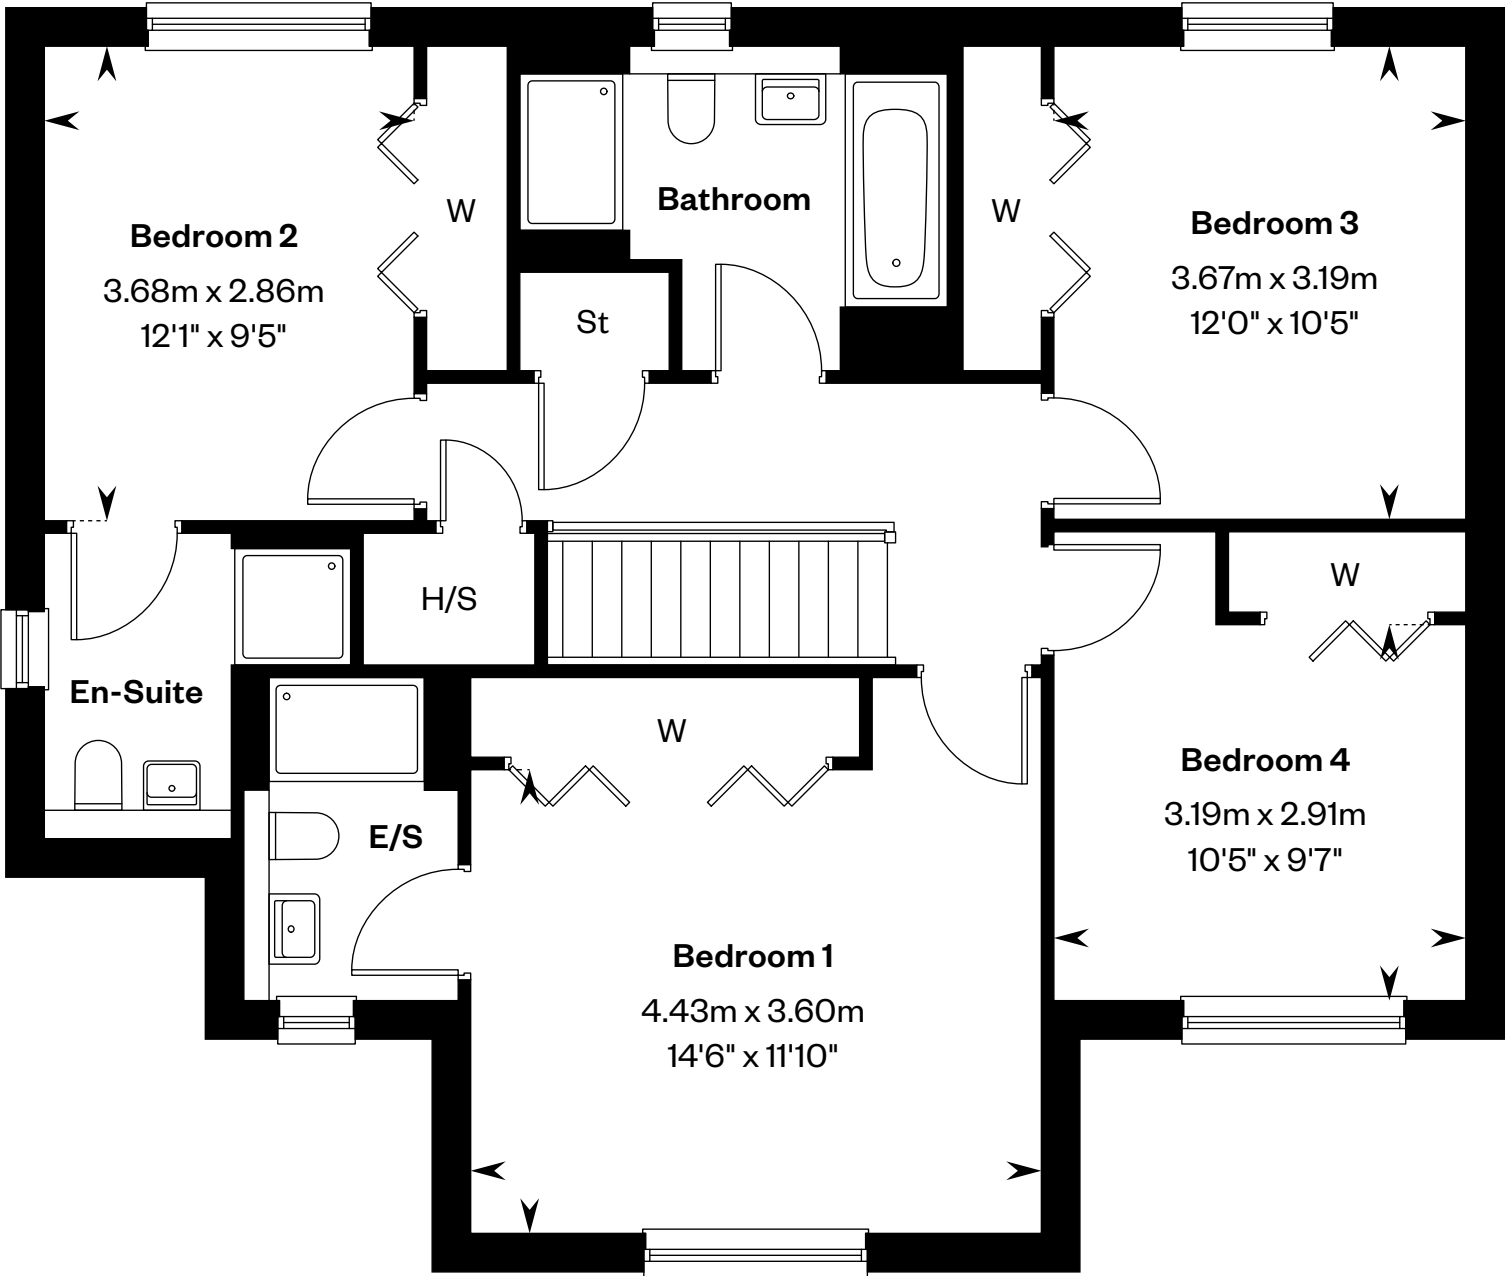 Bathroom
W
W
Bedroom 2
3.68m x 2.86m
12'1" x 9'5"
Bedroom 3
3.67m x 3.19m
12'0" x 10'5"
St
H/S
W
En-Suite
W
E/S
Bedroom 4
3.19m x 2.91m
10'5" x 9'7"
Bedroom 1
4.43m x 3.60m
14'6" x 11'10"